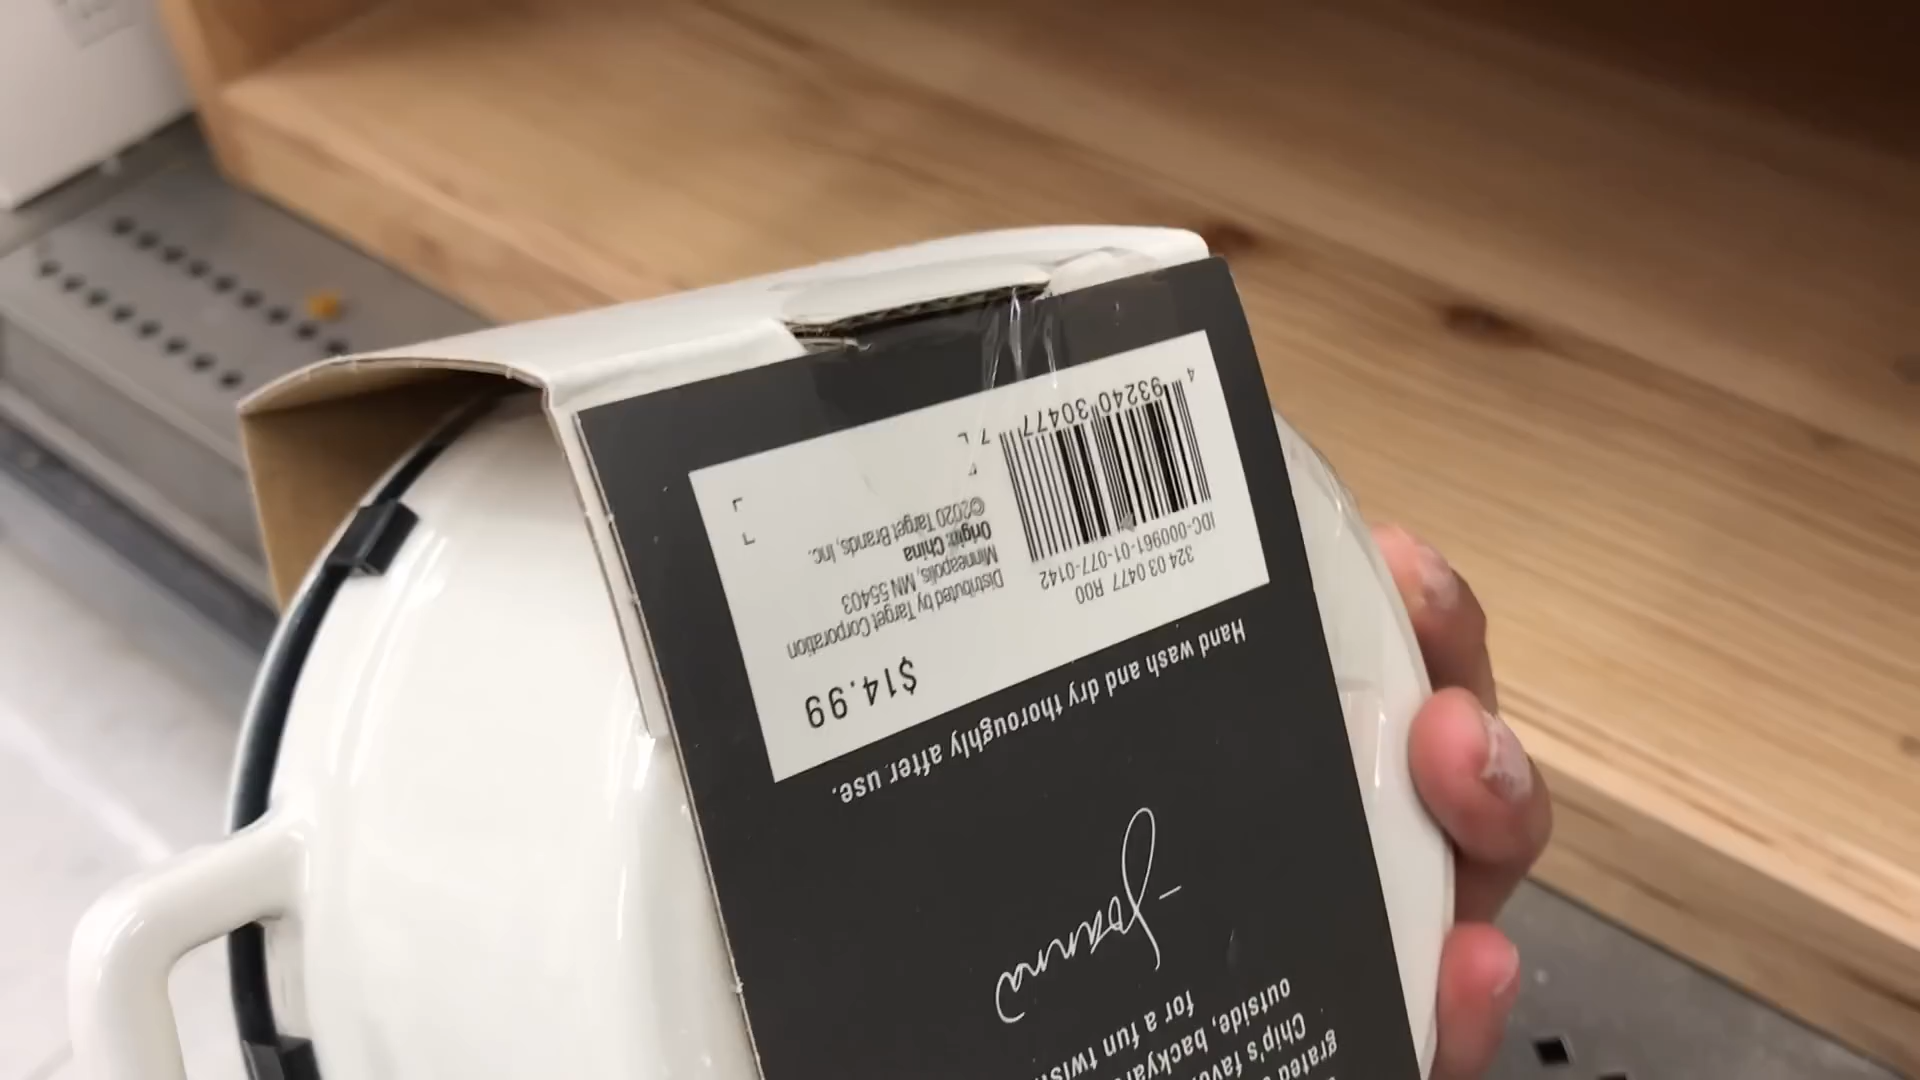 Chip's
outside,
for a fun
-Joanna
Hand wash and dry thoroughly after use.
324 03 0477 R00
IDC-000961-01-077-0142
4 93240 30477 7
$14.99
Distributed by Target Corporation
Minneapolis, MN 55403
Origin: China
©2020 Target Brands, Inc.